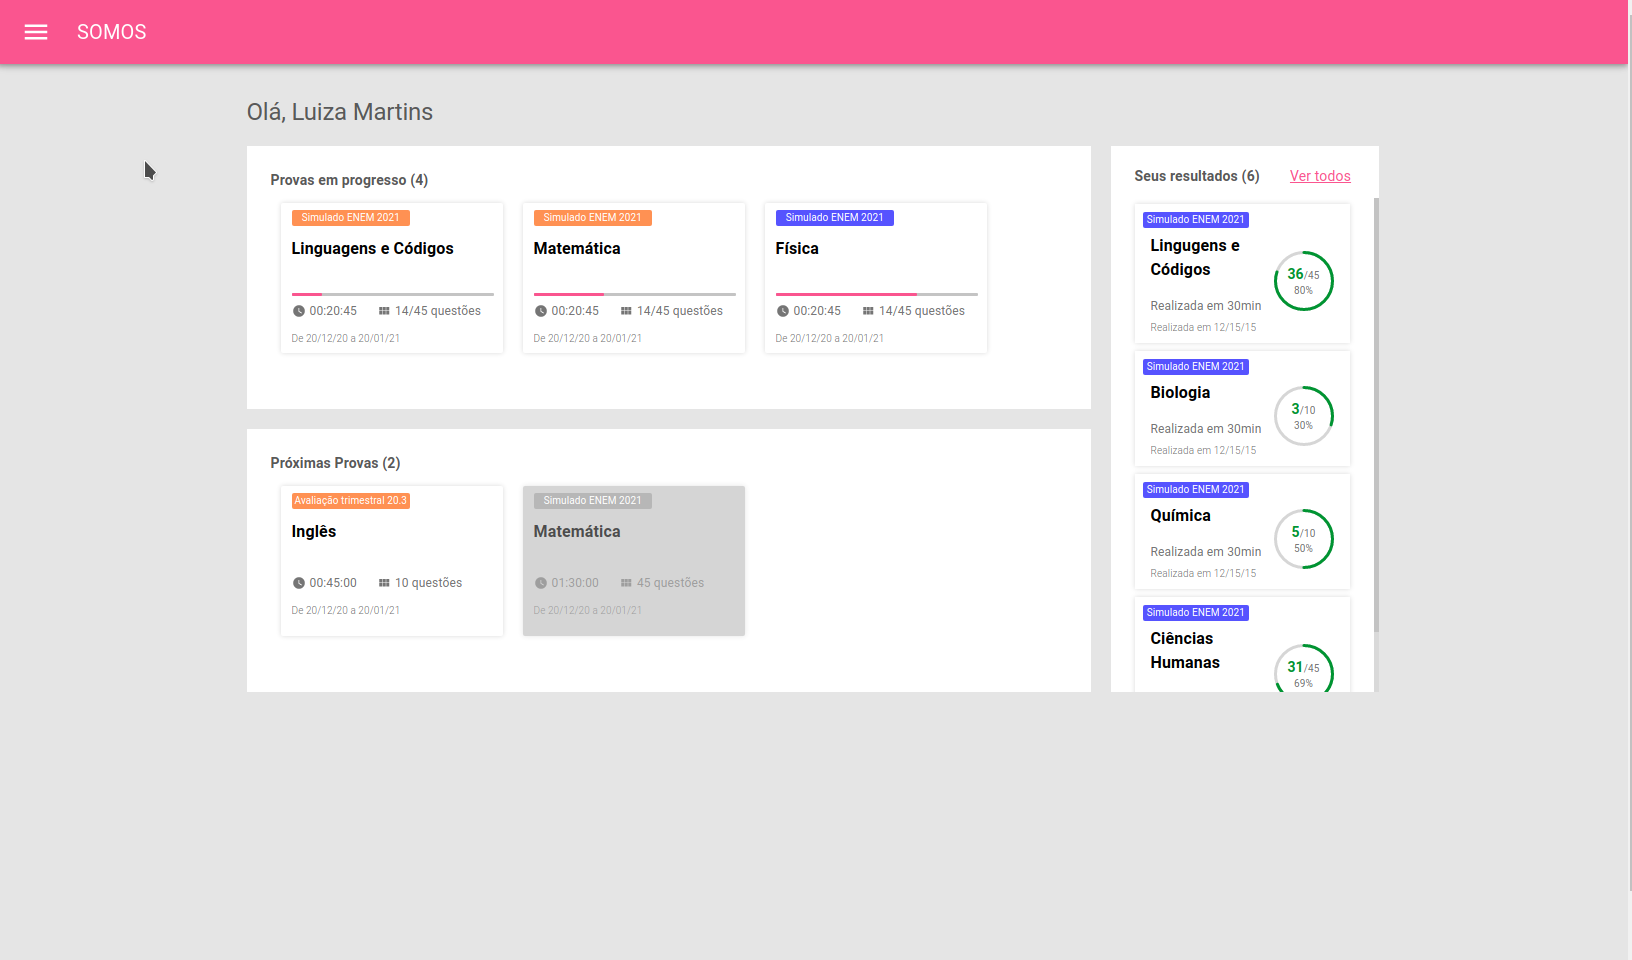 SOMOS
Olá, Luiza Martins
Provas em progresso (4)
Simulado ENEM 2021
Linguagens e Códigos
00:20:45 14/45 questões
De 20/12/20 a 20/01/21
Simulado ENEM 2021
Matemática
00:20:45 14/45 questões
De 20/12/20 a 20/01/21
Simulado ENEM 2021
Física
00:20:45 14/45 questões
De 20/12/20 a 20/01/21
Próximas Provas (2)
Avaliação trimestral 20.3
Inglês
00:45:00 10 questões
De 20/12/20 a 20/01/21
Simulado ENEM 2021
Matemática
01:30:00 45 questões
De 20/12/20 a 20/01/21
Seus resultados (6) Ver todos
Simulado ENEM 2021
Lingugens e
Códigos
36/45
80%
Realizada em 30min
Realizada em 12/15/15
Simulado ENEM 2021
Biologia
3/10
30%
Realizada em 30min
Realizada em 12/15/15
Simulado ENEM 2021
Química
5/10
50%
Realizada em 30min
Realizada em 12/15/15
Simulado ENEM 2021
Ciências
Humanas
31/45
69%